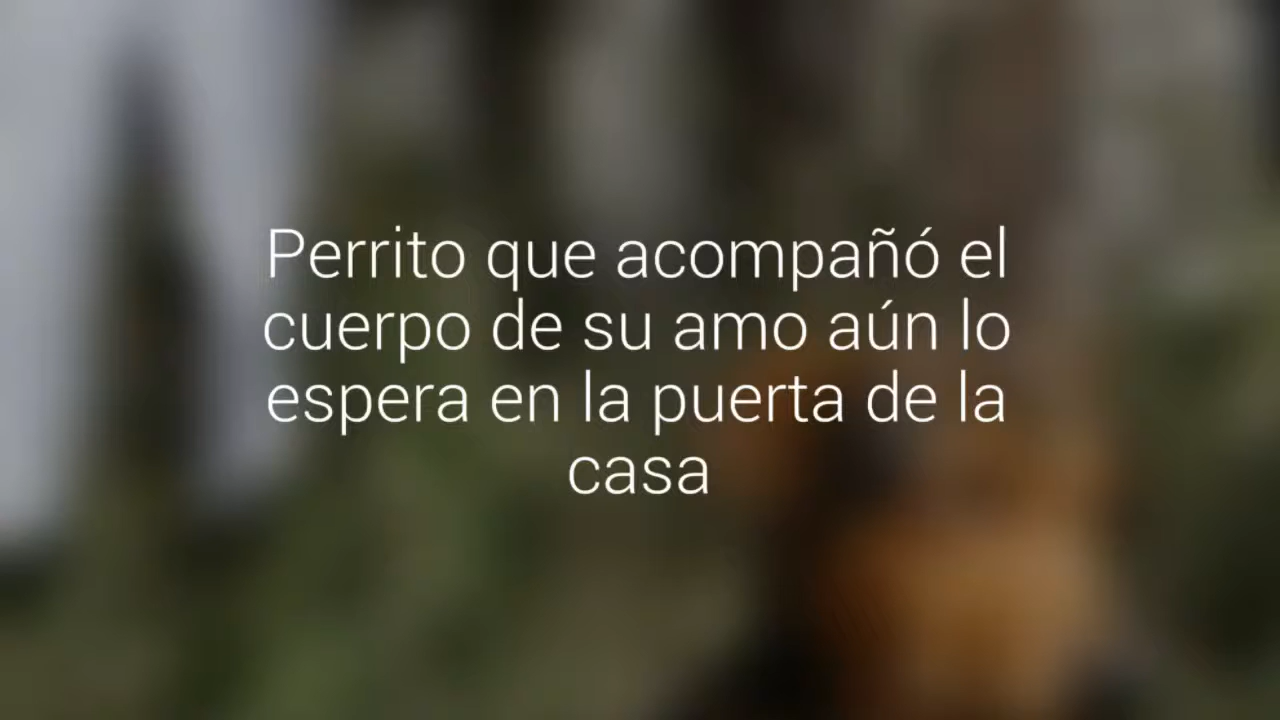 Perrito que acompañó el
cuerpo de su amo aún lo
espera en la puerta de la
casa